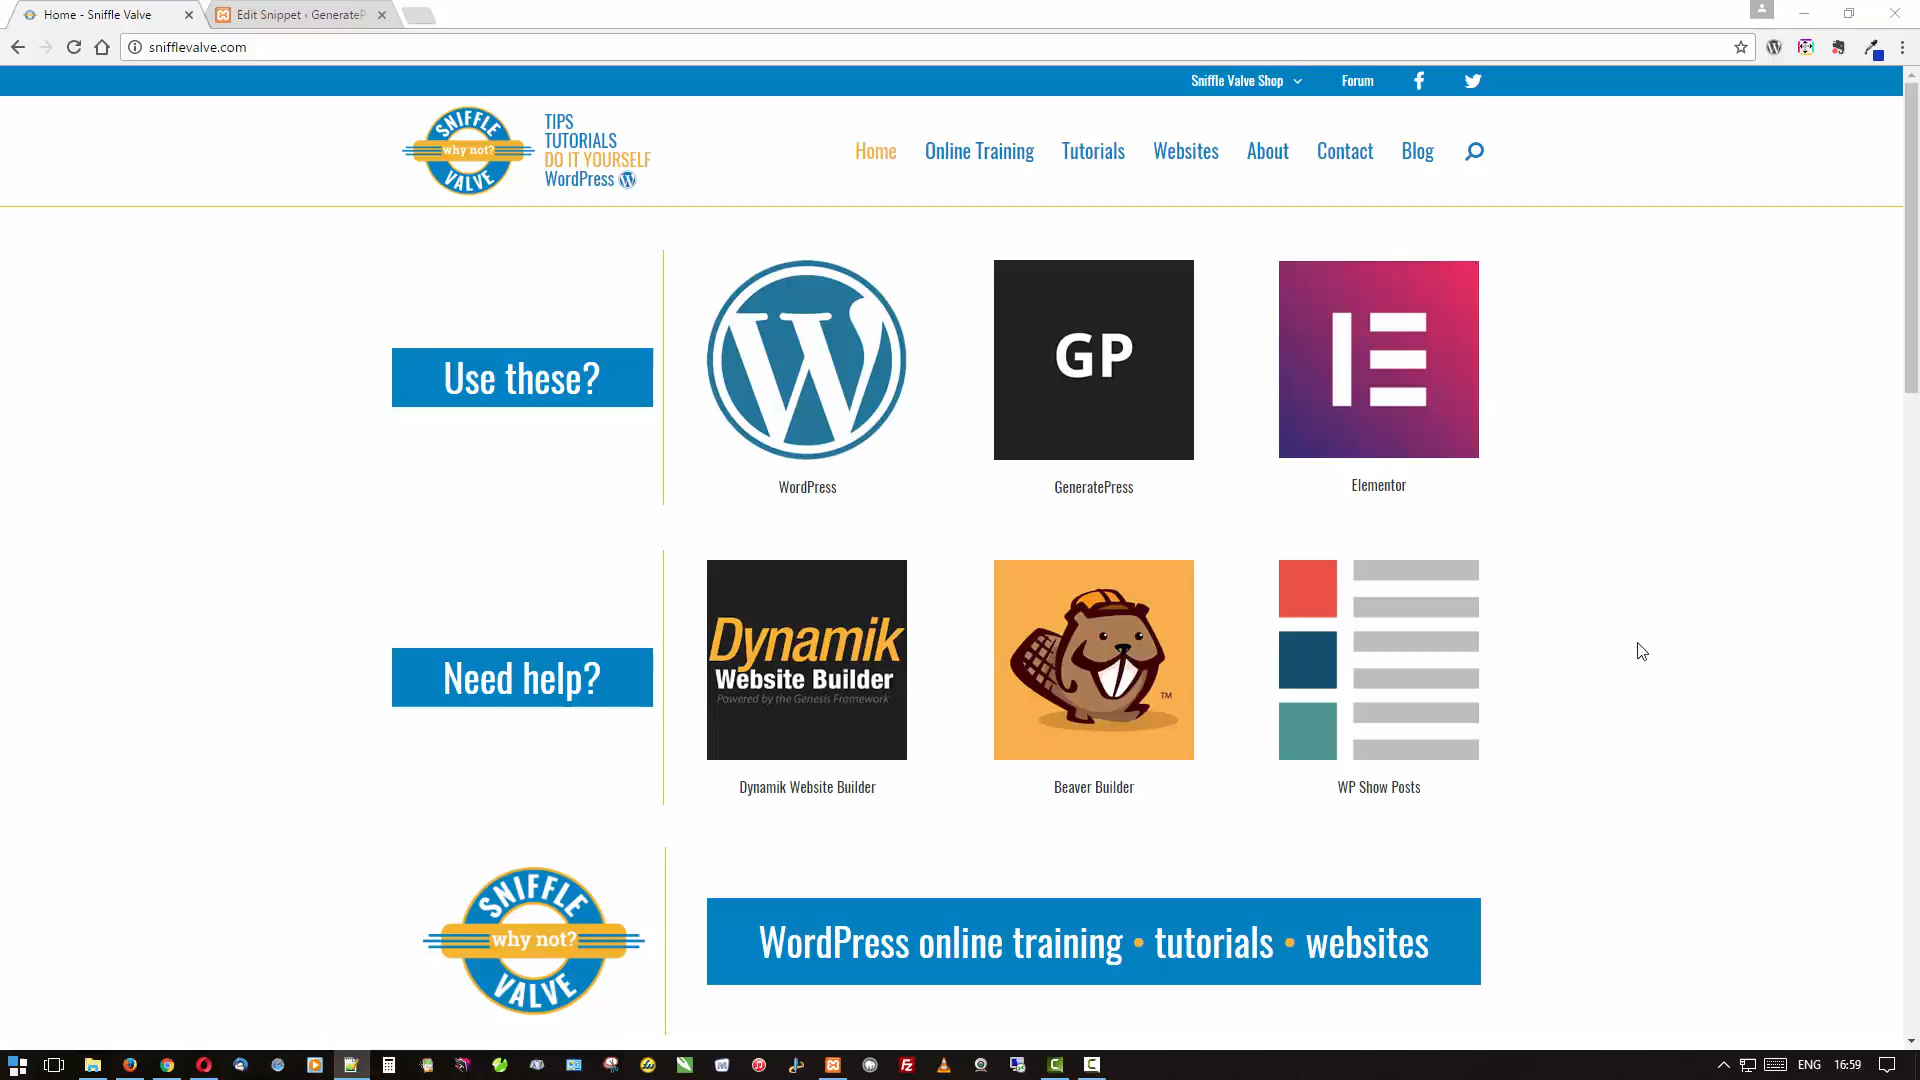 Home - Sniffle Valve
Edit Snippet ‹ GenerateP
snifflevalve.com
Sniffle Valve Shop
Forum
SNIFFLE
why not?
VALVE
TIPS
TUTORIALS
DO IT YOURSELF
WordPress
Home
Online Training
Tutorials
Websites
About
Contact
Blog
Use these?
GP
WordPress
GeneratePress
Elementor
Need help?
Dynamik
Website Builder
Powered by the Genesis Framework
TM
Dynamik Website Builder
Beaver Builder
WP Show Posts
SNIFFLE
why not?
VALVE
WordPress online training • tutorials • websites
ENG
16:59